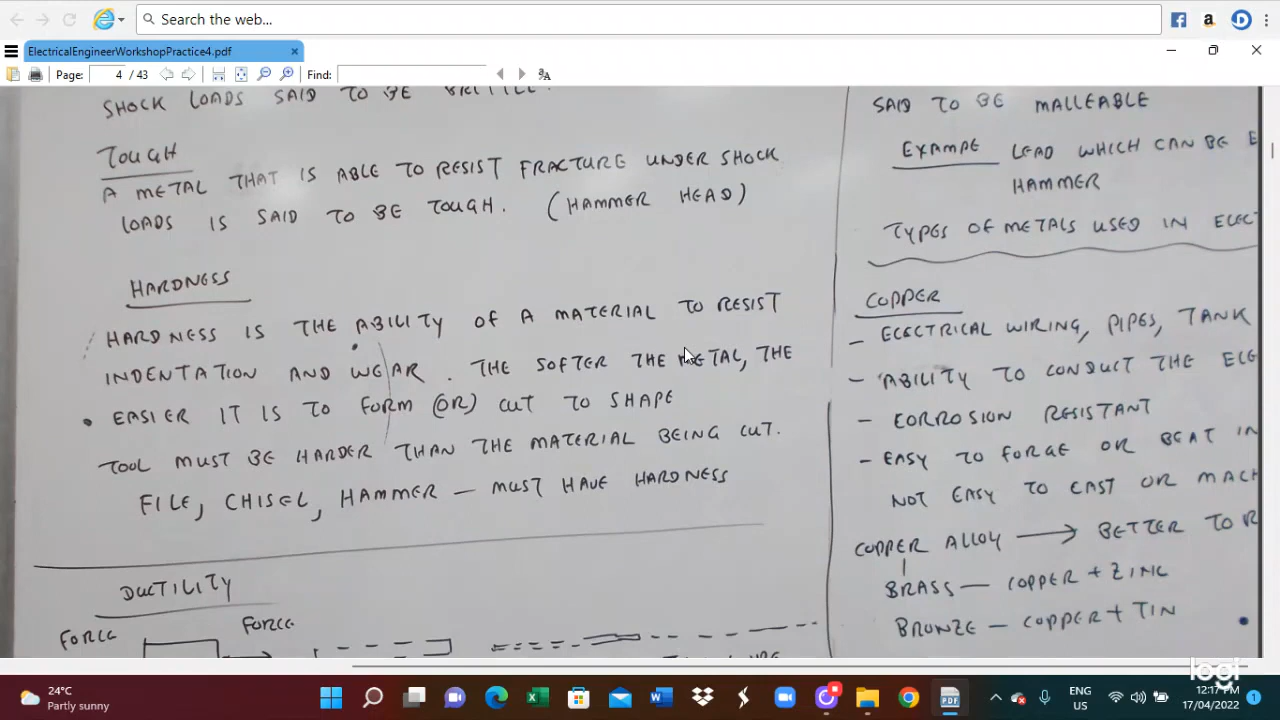 Search the web...
ElectricalEngineerWorkshopPractice4.pdf
Page: 4 / 43 Find:
SHOCK LOADS SAID TO BE BRITTLE.
TOUGH
A METAL THAT IS ABLE TO RESIST FRACTURE UNDER SHOCK
LOADS IS SAID TO BE TOUGH. (HAMMER HEAD)
HARDNESS
HARDNESS IS THE ABILITY OF A MATERIAL TO RESIST
INDENTATION AND WEAR. THE SOFTER THE METAL, THE
EASIER IT IS TO FORM (OR) CUT TO SHAPE
TOOL MUST BE HARDER THAN THE MATERIAL BEING CUT.
FILE, CHISEL, HAMMER — MUST HAVE HARDNESS
DUCTILITY
FORCE FORCE
SAID TO BE MALLEABLE
EXAMPE LEAD WHICH CAN BE
HAMMER
TYPES OF METALS USED IN ELECT
COPPER
– ELECTRICAL WIRING, PIPES, TANK
– ABILITY TO CONDUCT THE ELE
– CORROSION RESISTANT
– EASY TO FORGE OR BEAT IN
NOT EASY TO CAST OR MACH
COPPER ALLOY → BETTER TO
BRASS — COPPER + ZINC
BRONZE — COPPER + TIN
logi
24°C
Partly sunny
ENG
US
12:17 PM
17/04/2022